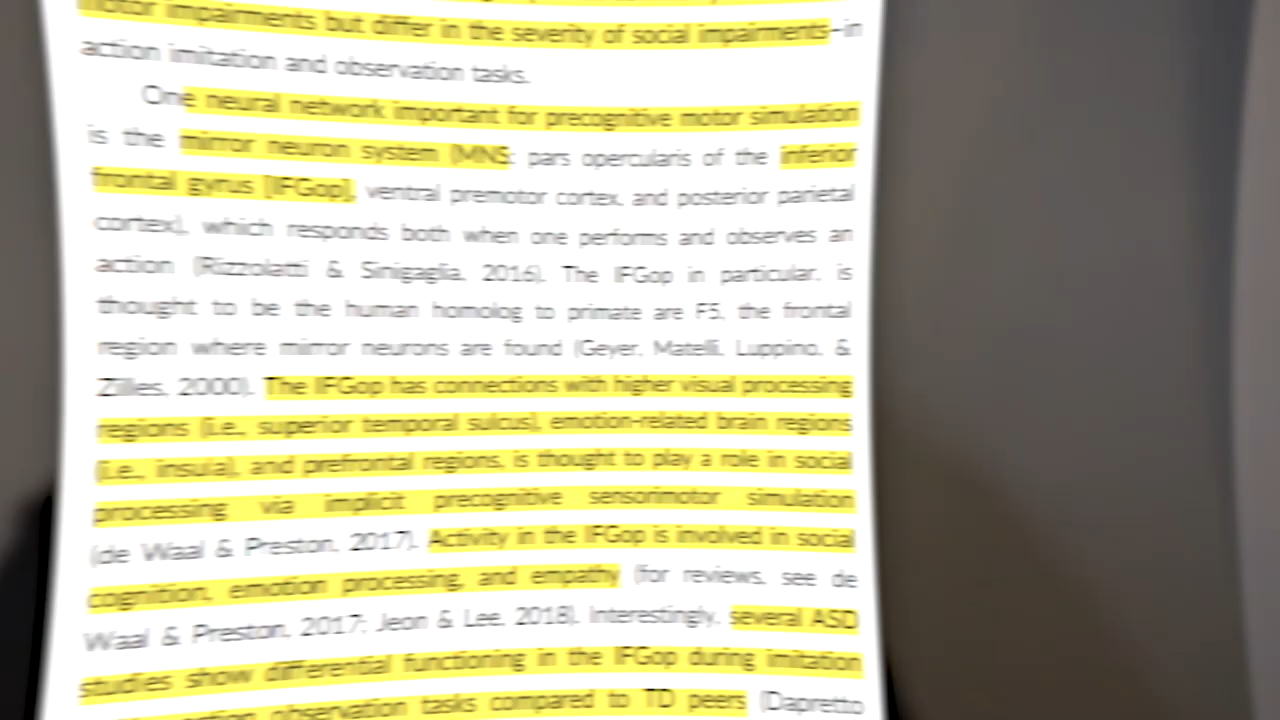 motor impairments but differ in the severity of social impairments–in
action imitation and observation tasks.
One neural network important for precognitive motor simulation
is the mirror neuron system (MNS; pars opercularis of the inferior
frontal gyrus [IFGop], ventral premotor cortex, and posterior parietal
cortex), which responds both when one performs and observes an
action (Rizzolatti & Sinigaglia, 2016). The IFGop in particular, is
thought to be the human homolog to primate are F5, the frontal
region where mirror neurons are found (Geyer, Matelli, Luppino, &
Zilles, 2000). The IFGop has connections with higher visual processing
regions (i.e., superior temporal sulcus), emotion-related brain regions
(i.e., insula), and prefrontal regions, is thought to play a role in social
processing via implicit precognitive sensorimotor simulation
(de Waal & Preston, 2017). Activity in the IFGop is involved in social
cognition, emotion processing, and empathy (for reviews, see de
Waal & Preston, 2017; Jeon & Lee, 2018). Interestingly, several ASD
studies show differential functioning in the IFGop during imitation
observation tasks compared to TD peers (Dapretto